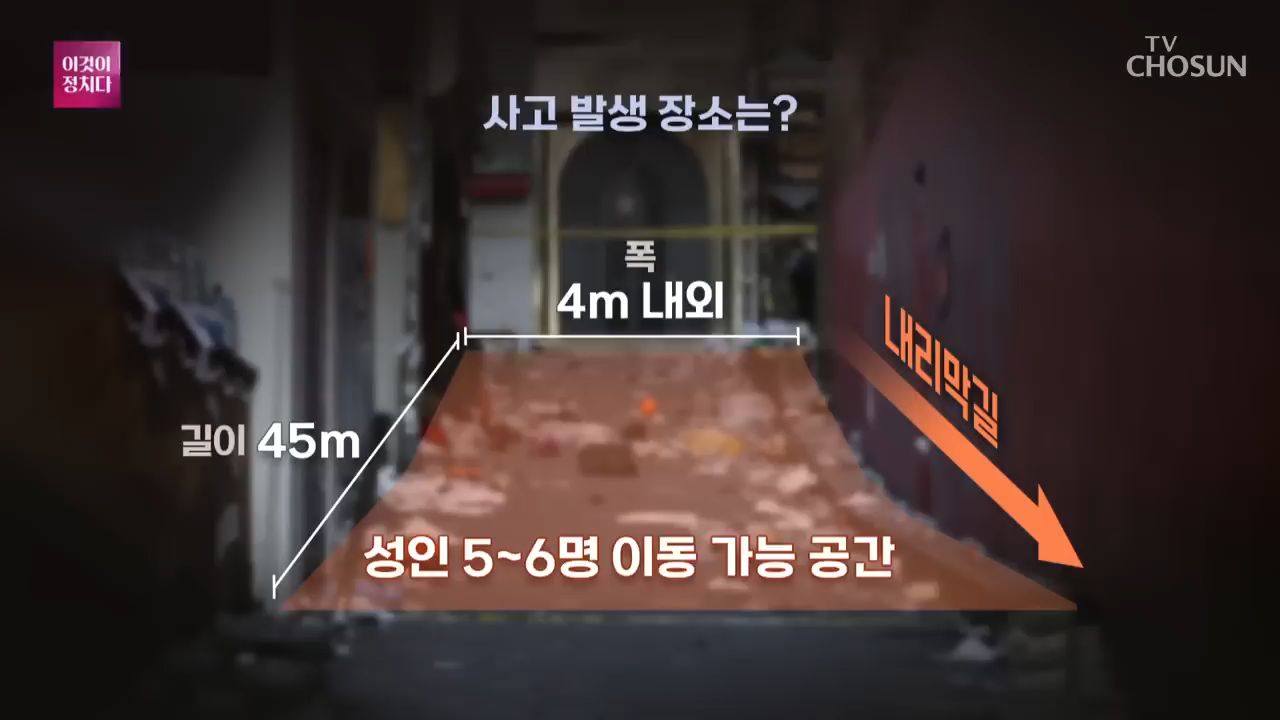 이것이
정치다
TV
CHOSUN
사고 발생 장소는?
폭
4m 내외
내리막길
길이 45m
성인 5~6명 이동 가능 공간